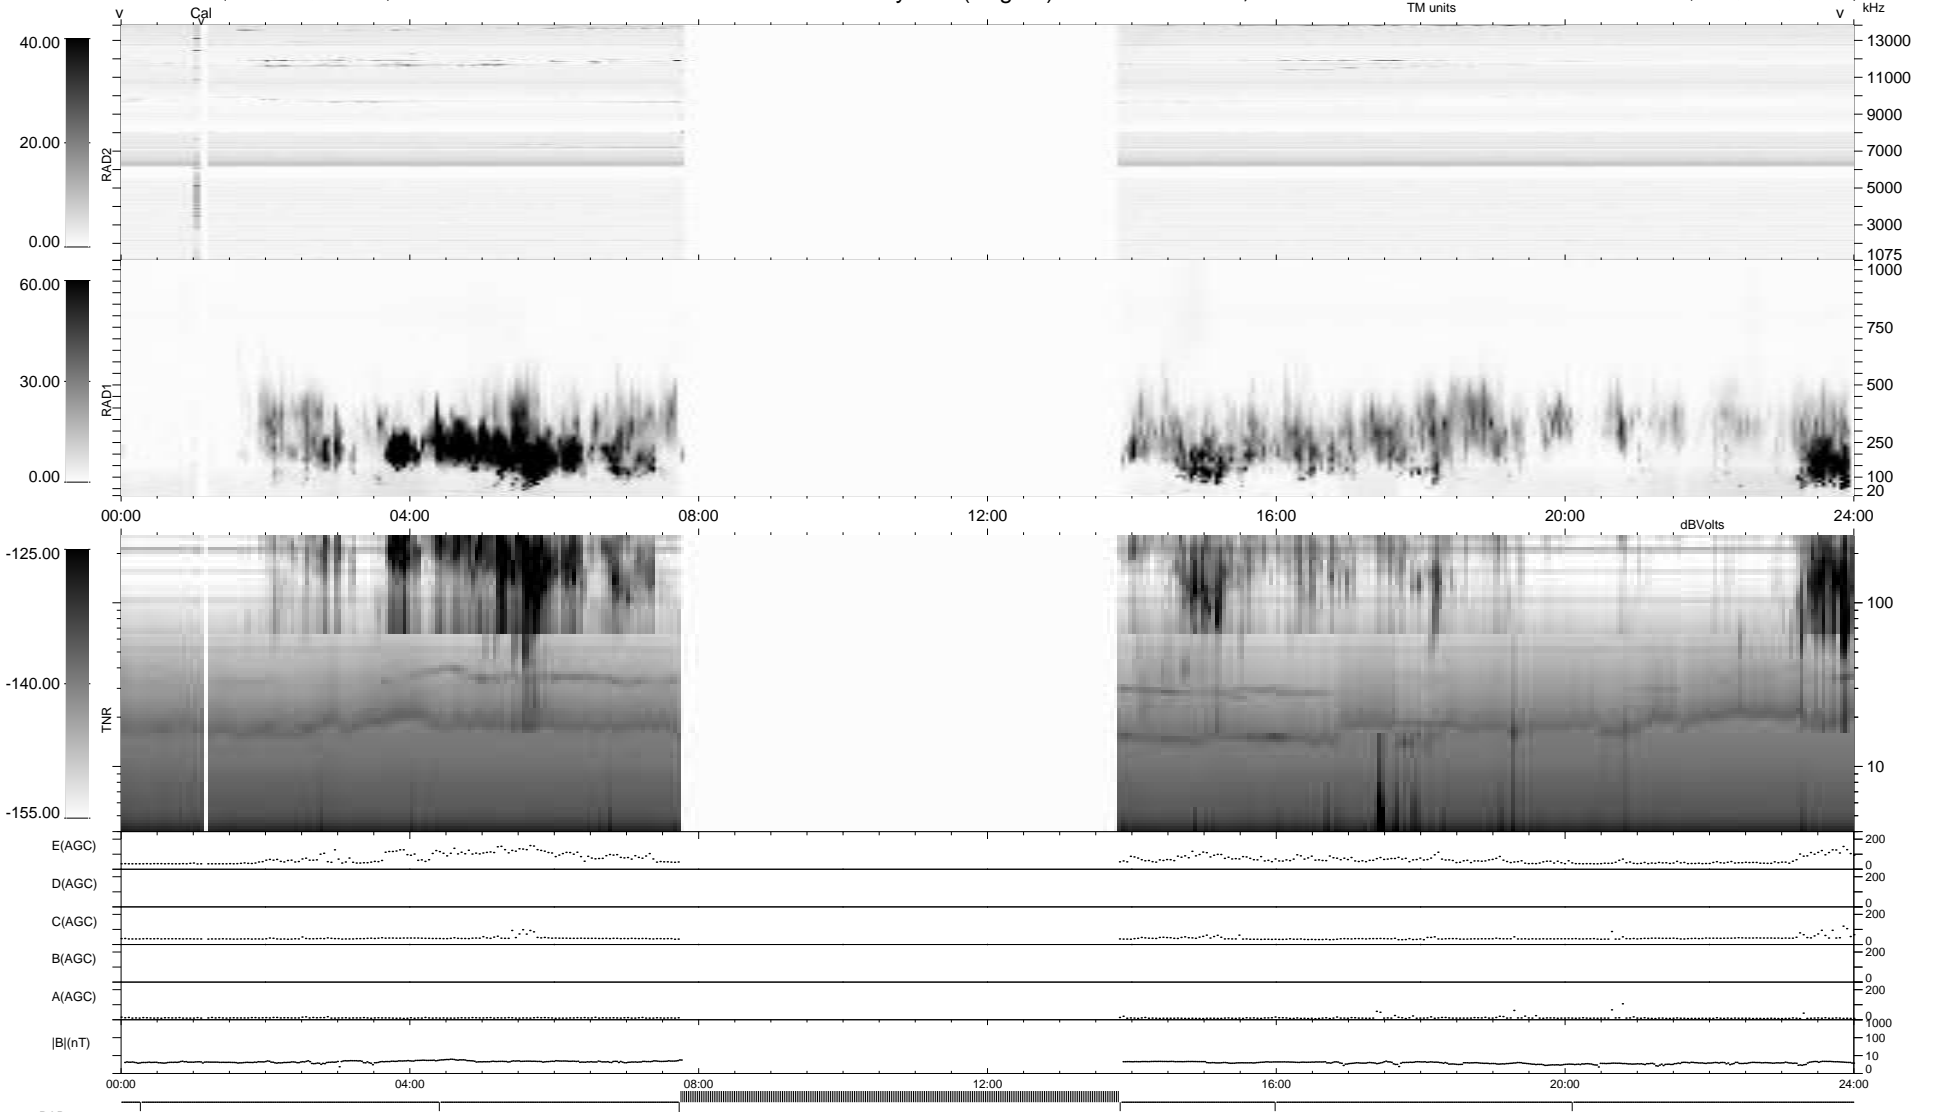 v Cal TM units v kHz
40.00
20.00
0.00
RAD2
13000
11000
9000
7000
5000
3000
1075
60.00
30.00
0.00
RAD1
1000
750
500
250
100
20
00:00 04:00 08:00 12:00 16:00 20:00 24:00
dBVolts
-125.00
-140.00
-155.00
TNR
100
10
E(AGC) 200 0
D(AGC) 200 0
C(AGC) 200 0
B(AGC) 200 0
A(AGC) 200 0
|B|(nT) 1000 100 10 0
00:00 04:00 08:00 12:00 16:00 20:00 24:00